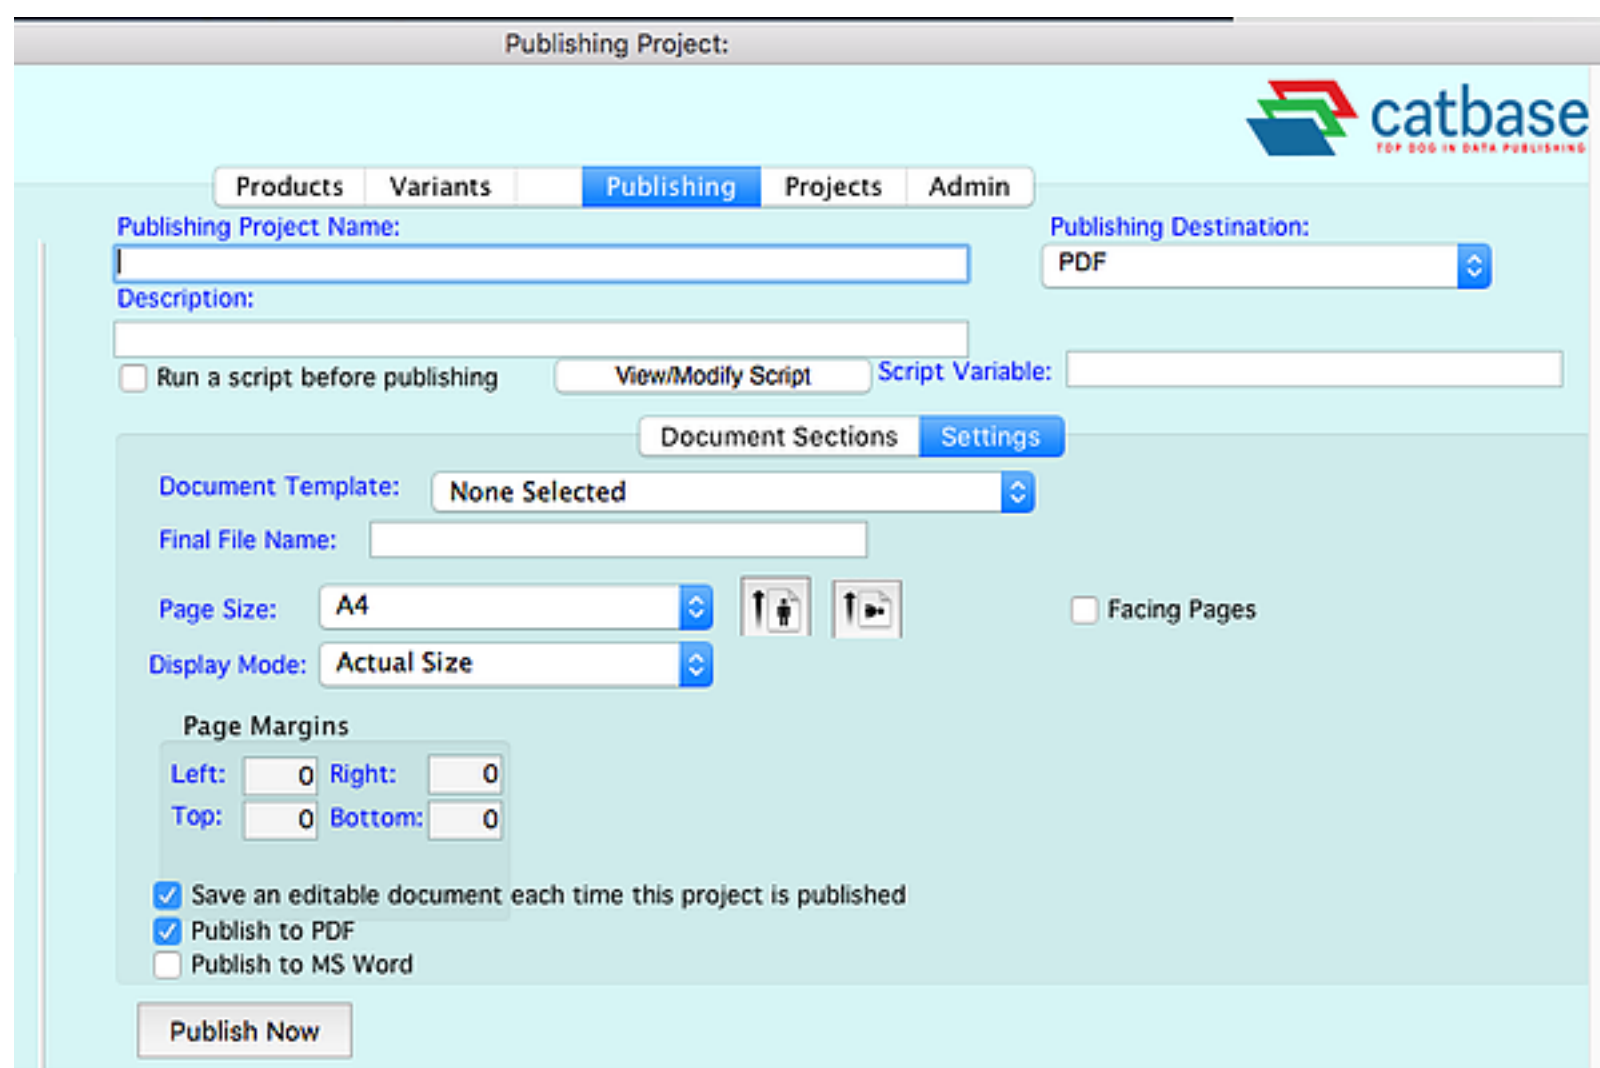 Publishing Project:
catbase
TOP DOG IN DATA PUBLISHING
Products Variants Publishing Projects Admin
Publishing Project Name: Publishing Destination:
PDF
Description:
Run a script before publishing View/Modify Script Script Variable:
Document Sections Settings
Document Template: None Selected
Final File Name:
Page Size: A4 Facing Pages
Display Mode: Actual Size
Page Margins
Left: 0 Right: 0
Top: 0 Bottom: 0
Save an editable document each time this project is published
Publish to PDF
Publish to MS Word
Publish Now